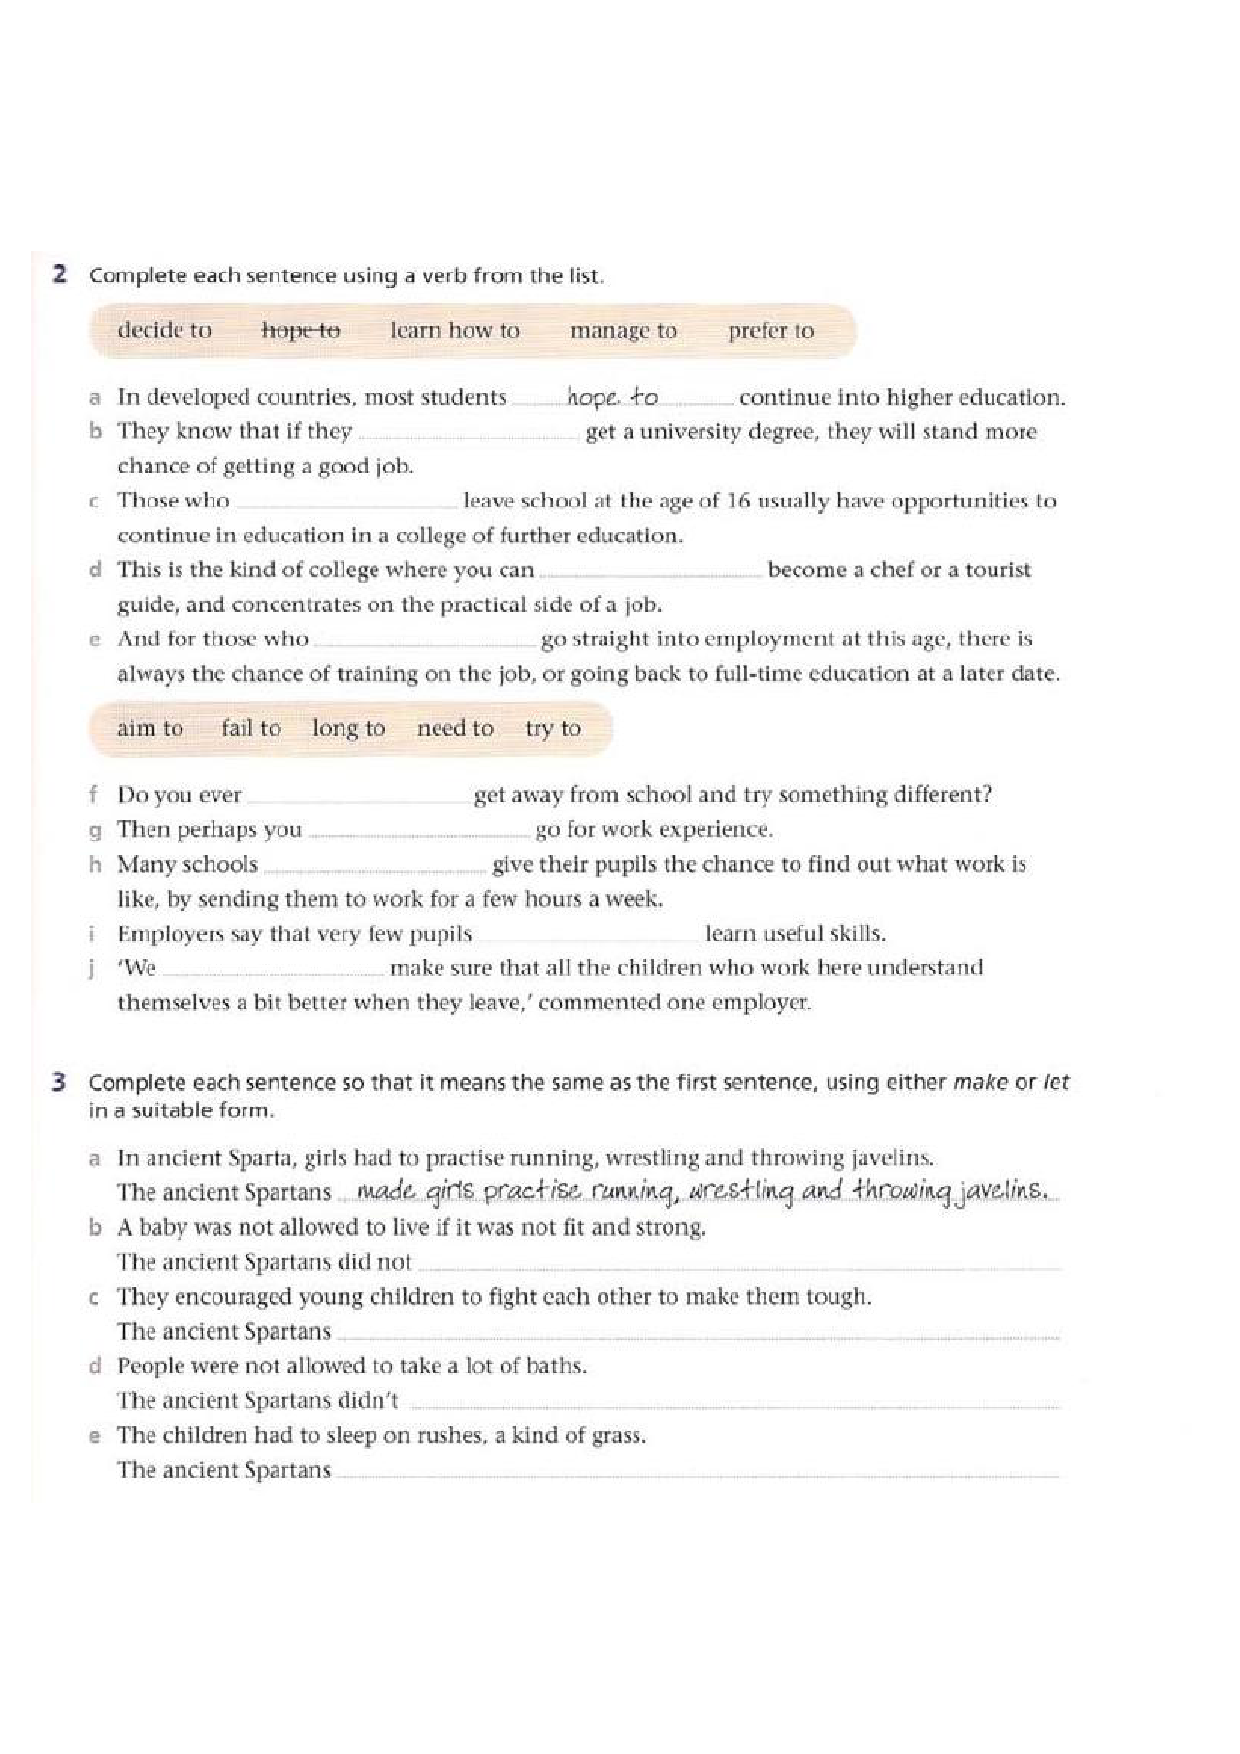 2 Complete each sentence using a verb from the list.
decide to hope to learn how to manage to prefer to
a In developed countries, most students hope to continue into higher education.
b They know that if they ........ get a university degree, they will stand more
chance of getting a good job.
c Those who ........ leave school at the age of 16 usually have opportunities to
continue in education in a college of further education.
d This is the kind of college where you can ........ become a chef or a tourist
guide, and concentrates on the practical side of a job.
e And for those who ........ go straight into employment at this age, there is
always the chance of training on the job, or going back to full-time education at a later date.
aim to fail to long to need to try to
f Do you ever ........ get away from school and try something different?
g Then perhaps you ........ go for work experience.
h Many schools ........ give their pupils the chance to find out what work is
like, by sending them to work for a few hours a week.
i Employers say that very few pupils ........ learn useful skills.
j 'We ........ make sure that all the children who work here understand
themselves a bit better when they leave,' commented one employer.
3 Complete each sentence so that it means the same as the first sentence, using either make or let
in a suitable form.
a In ancient Sparta, girls had to practise running, wrestling and throwing javelins.
The ancient Spartans made girls practise running, wrestling and throwing javelins.
b A baby was not allowed to live if it was not fit and strong.
The ancient Spartans did not ........
c They encouraged young children to fight each other to make them tough.
The ancient Spartans ........
d People were not allowed to take a lot of baths.
The ancient Spartans didn't ........
e The children had to sleep on rushes, a kind of grass.
The ancient Spartans ........